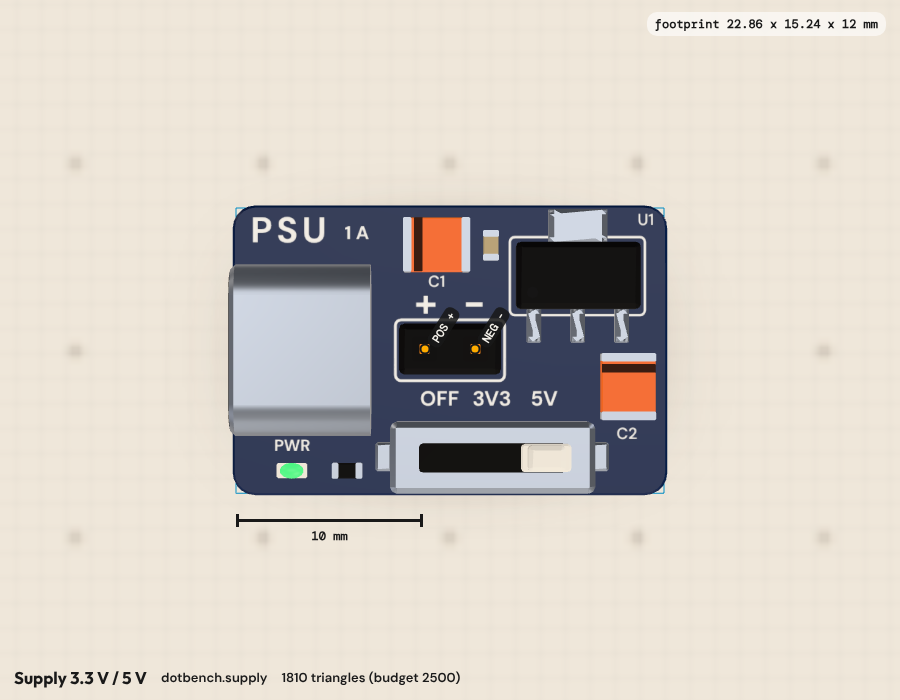 footprint 22.86 x 15.24 x 12 mm
PSU 1A
U1
C1
+ −
POS + NEG -
OFF 3V3 5V
C2
PWR
10 mm
Supply 3.3 V / 5 V dotbench.supply 1810 triangles (budget 2500)